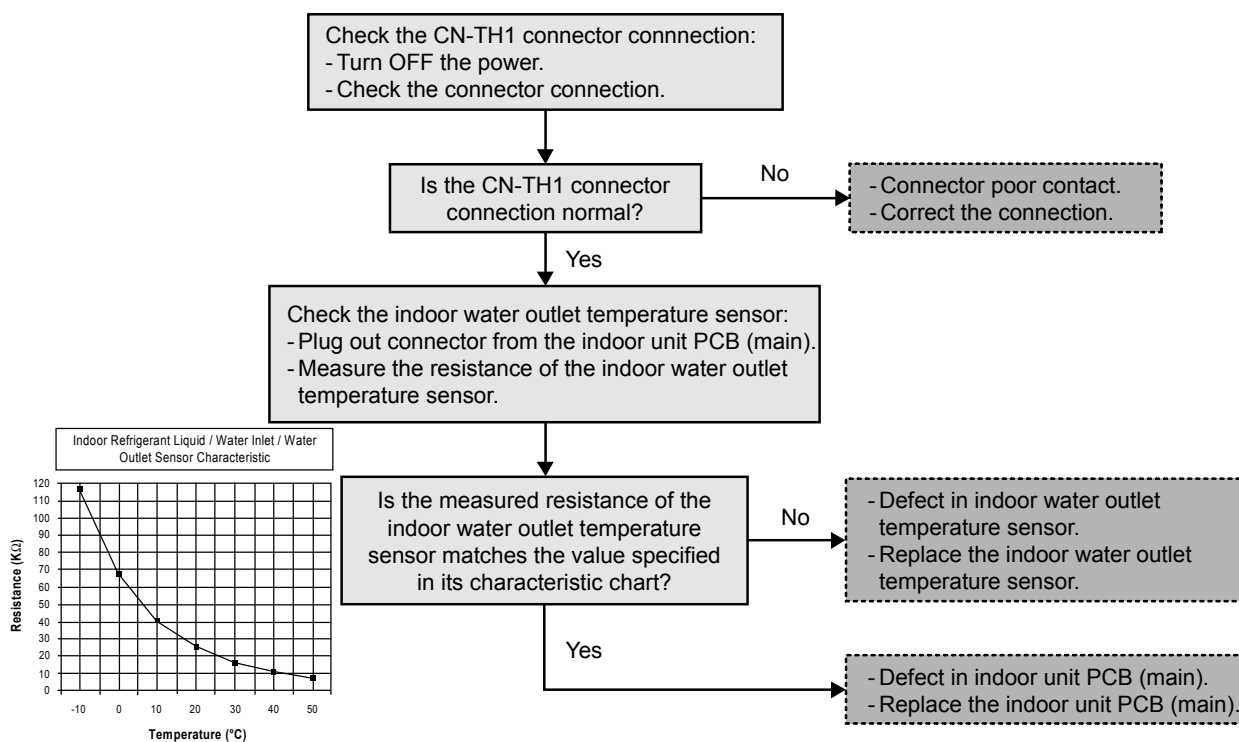 Check the CN-TH1 connector connnection:
- Turn OFF the power.
- Check the connector connection.
Is the CN-TH1 connector
connection normal?
No
- Connector poor contact.
- Correct the connection.
Yes
Check the indoor water outlet temperature sensor:
- Plug out connector from the indoor unit PCB (main).
- Measure the resistance of the indoor water outlet
temperature sensor.
Indoor Refrigerant Liquid / Water Inlet / Water
Outlet Sensor Characteristic
Resistance (KΩ)
120
110
100
90
80
70
60
50
40
30
20
10
0
-10 0 10 20 30 40 50
Temperature (°C)
Is the measured resistance of the
indoor water outlet temperature
sensor matches the value specified
in its characteristic chart?
No
- Defect in indoor water outlet
temperature sensor.
- Replace the indoor water outlet
temperature sensor.
Yes
- Defect in indoor unit PCB (main).
- Replace the indoor unit PCB (main).